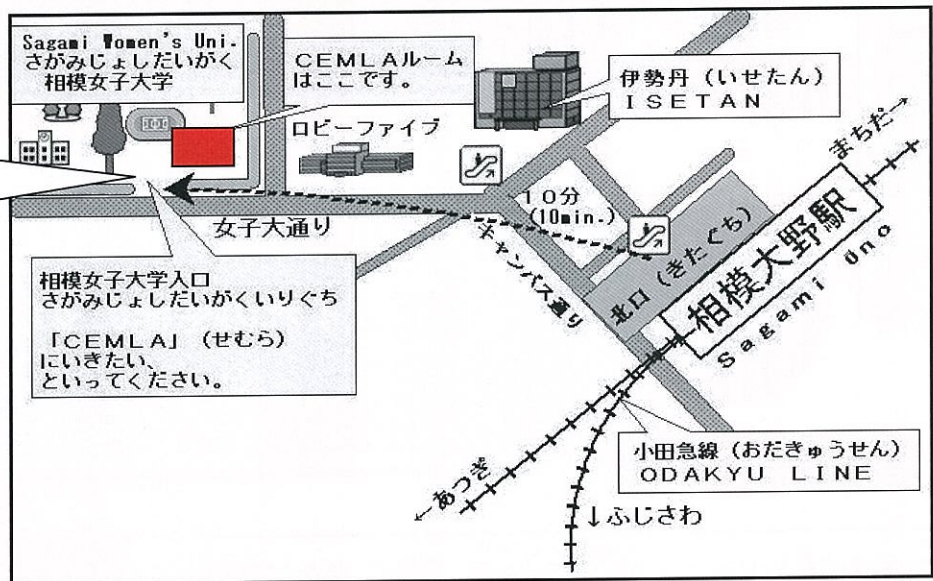 Sagami Women's Uni.
さがみじょしだいがく
相模女子大学
CEMLAルーム
はここです。
伊勢丹（いせたん）
ISETAN
ロビーファイブ
まちだ→
10分
(10min.)
女子大通り
キャンパス通り
北口（きたぐち）
相模大野駅
Sagami Ōno
相模女子大学入口
さがみじょしだいがくいりぐち
「CEMLA」（せむら）
にいきたい、
といってください。
小田急線（おだきゅうせん）
ODAKYU LINE
←あつぎ
↓ふじさわ